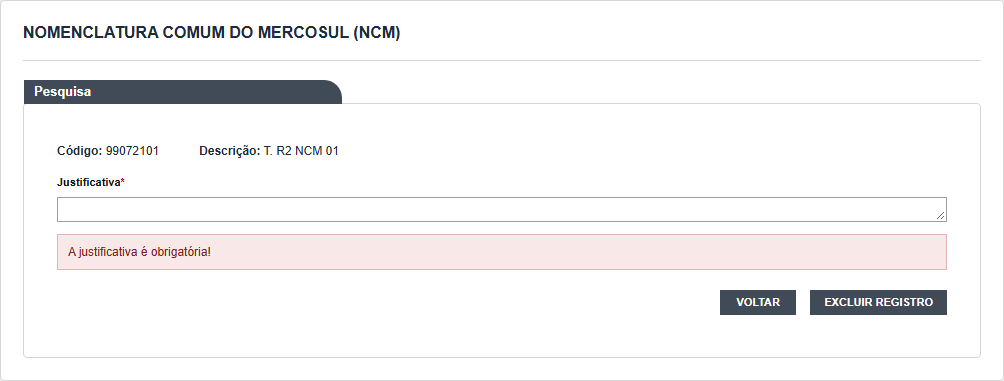 NOMENCLATURA COMUM DO MERCOSUL (NCM)
Pesquisa
Código: 99072101 Descrição: T. R2 NCM 01
Justificativa*
A justificativa é obrigatória!
VOLTAR EXCLUIR REGISTRO